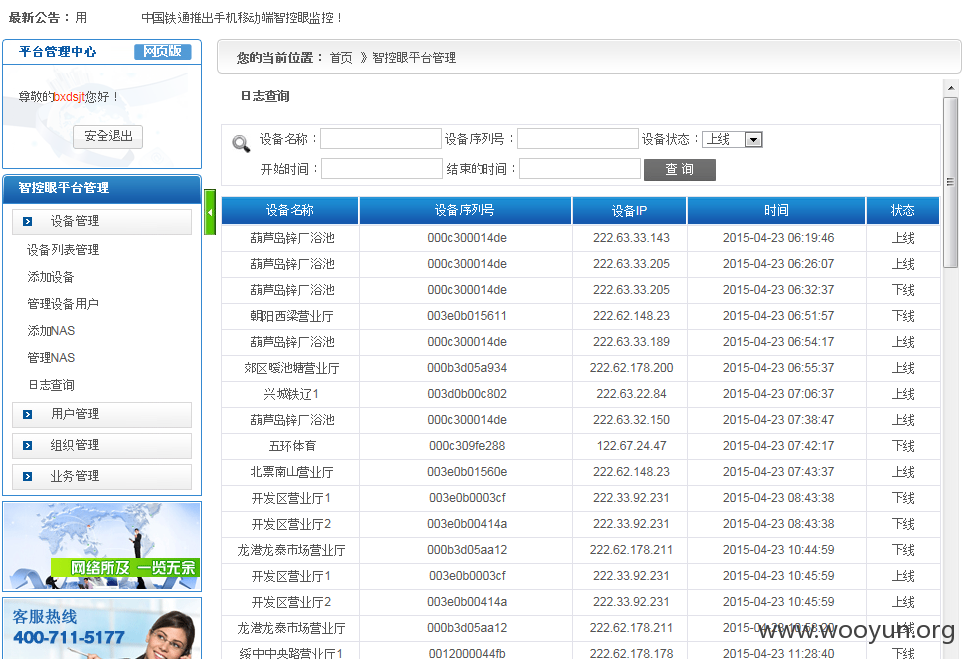 最新公告： 用 中国铁通推出手机移动端智控眼监控！
平台管理中心 网页版
尊敬的bxdsjt您好！
安全退出
智控眼平台管理
设备管理
设备列表管理
添加设备
管理设备用户
添加NAS
管理NAS
日志查询
用户管理
组织管理
业务管理
网络所及 一览无余
客服热线
400-711-5177
您的当前位置： 首页 》智控眼平台管理
日志查询
设备名称： 设备序列号： 设备状态： 上线
开始时间： 结束的时间： 查 询
设备名称 设备序列号 设备IP 时间 状态
葫芦岛锌厂浴池 000c300014de 222.63.33.143 2015-04-23 06:19:46 上线
葫芦岛锌厂浴池 000c300014de 222.63.33.205 2015-04-23 06:26:07 上线
葫芦岛锌厂浴池 000c300014de 222.63.33.205 2015-04-23 06:32:37 下线
朝阳西梁营业厅 003e0b015611 222.62.148.23 2015-04-23 06:51:57 下线
葫芦岛锌厂浴池 000c300014de 222.63.33.189 2015-04-23 06:54:17 上线
郊区暖池塘营业厅 000b3d05a934 222.62.178.200 2015-04-23 06:55:37 上线
兴城铁辽1 003d0b00c802 222.63.22.84 2015-04-23 07:06:37 上线
葫芦岛锌厂浴池 000c300014de 222.63.32.150 2015-04-23 07:38:47 上线
五环体育 000c309fe288 122.67.24.47 2015-04-23 07:42:17 下线
北票南山营业厅 003e0b01560e 222.62.148.23 2015-04-23 07:43:37 上线
开发区营业厅1 003e0b0003cf 222.33.92.231 2015-04-23 08:43:38 下线
开发区营业厅2 003e0b00414a 222.33.92.231 2015-04-23 08:43:38 下线
龙港龙泰市场营业厅 000b3d05aa12 222.62.178.211 2015-04-23 10:44:59 下线
开发区营业厅1 003e0b0003cf 222.33.92.231 2015-04-23 10:45:59 上线
开发区营业厅2 003e0b00414a 222.33.92.231 2015-04-23 10:45:59 上线
龙港龙泰市场营业厅 000b3d05aa12 222.62.178.211 2015-04-23 10:58:20 上线
绥中中央路营业厅1 0012000044fb 222.62.178.178 2015-04-23 11:28:40 下线
www.wooyun.org